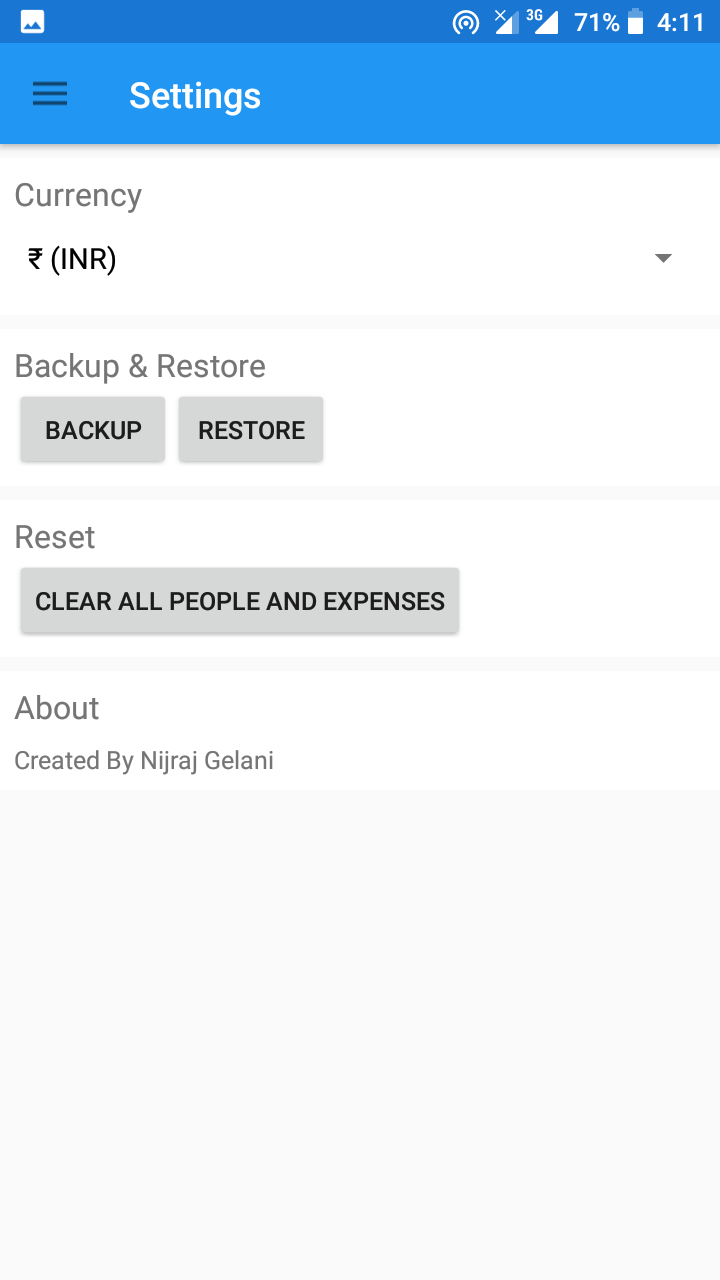 3G 71% 4:11
Settings
Currency
₹ (INR)
Backup & Restore
BACKUP RESTORE
Reset
CLEAR ALL PEOPLE AND EXPENSES
About
Created By Nijraj Gelani